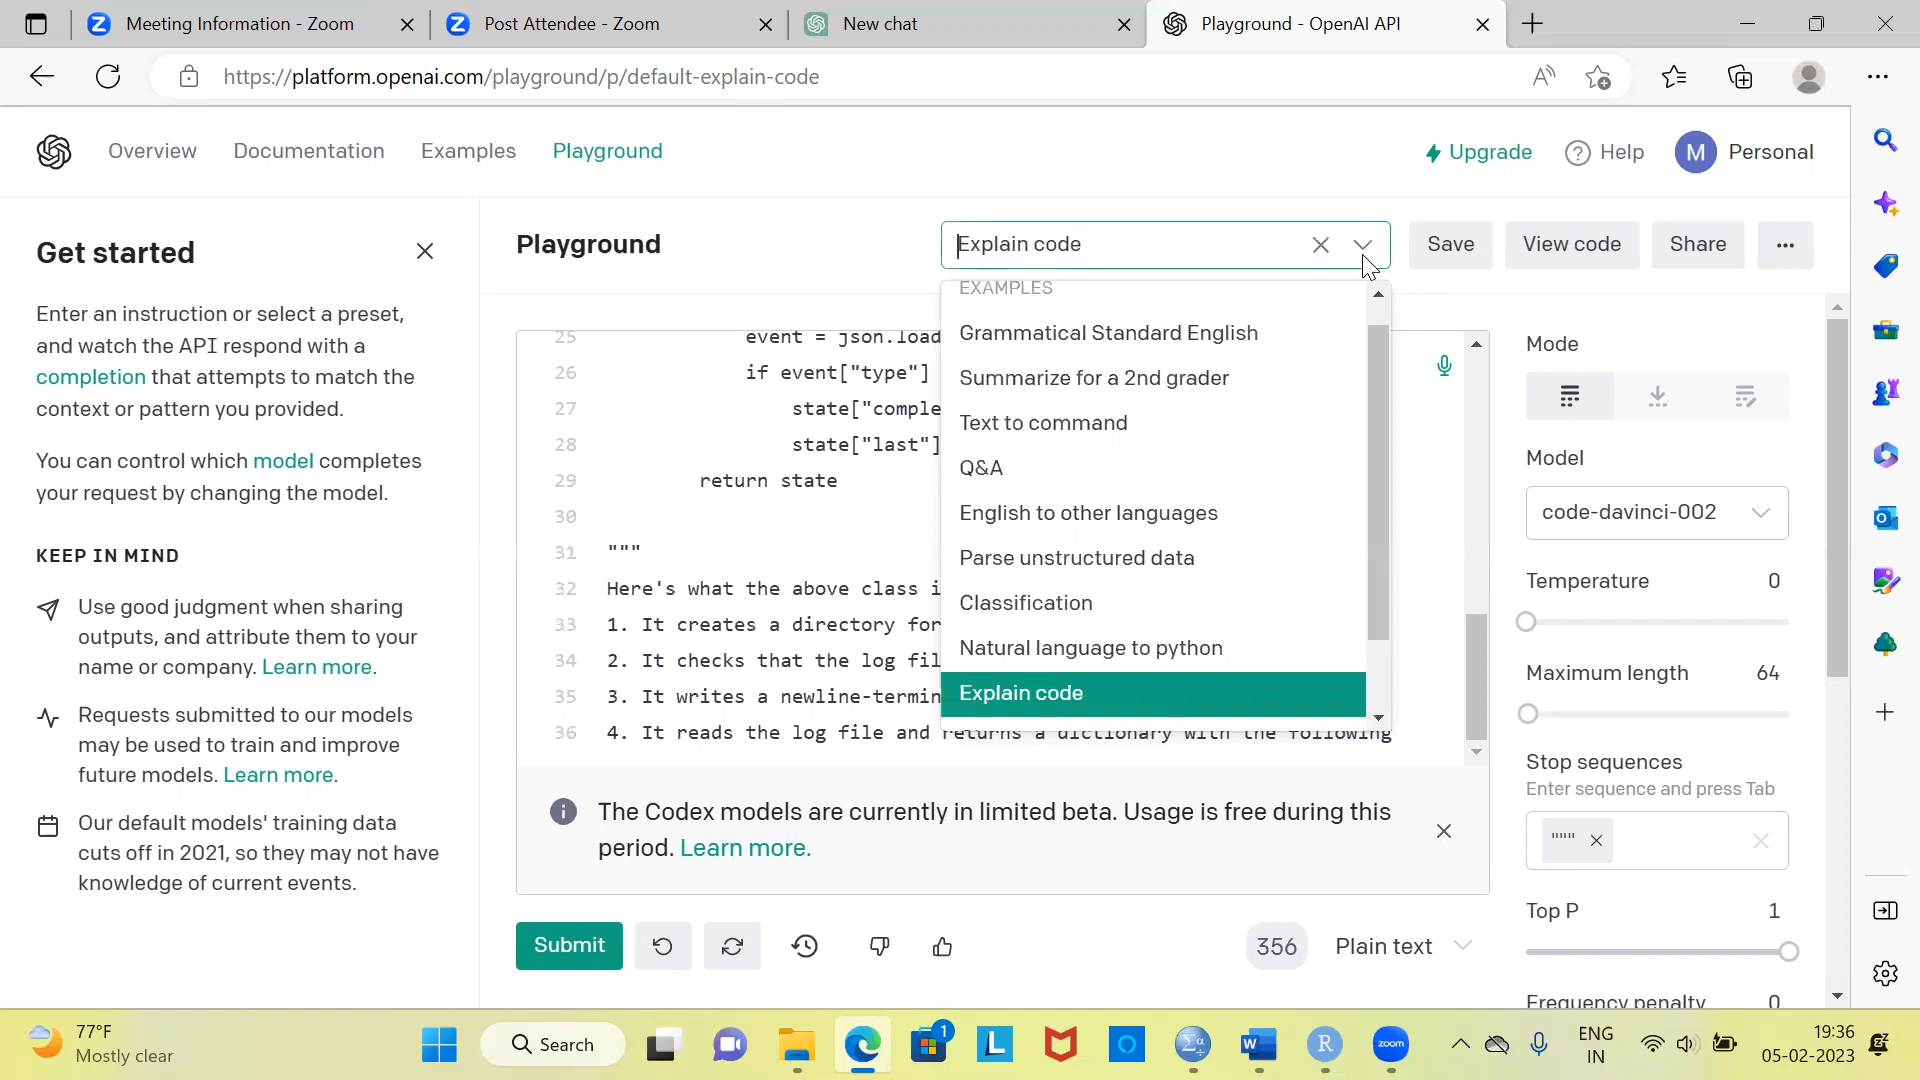 Meeting Information - Zoom
Post Attendee - Zoom
New chat
Playground - OpenAI API
https://platform.openai.com/playground/p/default-explain-code
Overview
Documentation
Examples
Playground
Upgrade
Help
M
Personal
Get started
Enter an instruction or select a preset,
and watch the API respond with a
completion that attempts to match the
context or pattern you provided.
You can control which model completes
your request by changing the model.
KEEP IN MIND
Use good judgment when sharing
outputs, and attribute them to your
name or company. Learn more.
Requests submitted to our models
may be used to train and improve
future models. Learn more.
Our default models' training data
cuts off in 2021, so they may not have
knowledge of current events.
Playground
Explain code
Save
View code
Share
EXAMPLES
Grammatical Standard English
Summarize for a 2nd grader
Text to command
Q&A
English to other languages
Parse unstructured data
Classification
Natural language to python
Explain code
25 event = json.load
26 if event["type"]
27 state["comple
28 state["last"]
29 return state
30
31 """
32 Here's what the above class i
33 1. It creates a directory for
34 2. It checks that the log fil
35 3. It writes a newline-termin
36 4. It reads the log file and returns a dictionary with the following
The Codex models are currently in limited beta. Usage is free during this
period. Learn more.
Submit
356
Plain text
Mode
Model
code-davinci-002
Temperature 0
Maximum length 64
Stop sequences
Enter sequence and press Tab
"""
Top P 1
Frequency penalty 0
77°F
Mostly clear
Search
1
L
zoom
R
ENG
IN
19:36
05-02-2023